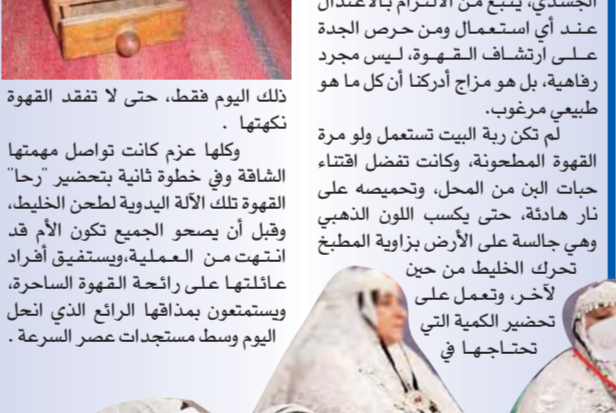 الجسدي، ينبع من الالتزام بالاعتدال
عند أي استعمال ومن حرص الجدة
على ارتشاف القهوة، ليس مجرد
رفاهية، بل هو مزاج أدركنا أن كل ما هو
طبيعي مرغوب.
لم تكن ربة البيت تستعمل ولو مرة
القهوة المطحونة، وكانت تفضل اقتناء
حبات البن من المحل، وتحميصه على
نار هادئة، حتى يكسب اللون الذهبي
وهي جالسة على الأرض بزاوية المطبخ
تحرك الخليط من حين
لآخر، وتعمل على
تحضير الكمية التي
تحتاجها في
ذلك اليوم فقط، حتى لا تفقد القهوة
نكهتها .
وكلها عزم كانت تواصل مهمتها
الشاقة وفي خطوة ثانية بتحضير "رحا"
القهوة تلك الآلة اليدوية لطحن الخليط،
وقبل أن يصحو الجميع تكون الأم قد
انتهت من العملية،ويستفيق أفراد
عائلتها على رائحة القهوة الساحرة،
ويستمتعون بمذاقها الرائع الذي انحل
اليوم وسط مستجدات عصر السرعة .